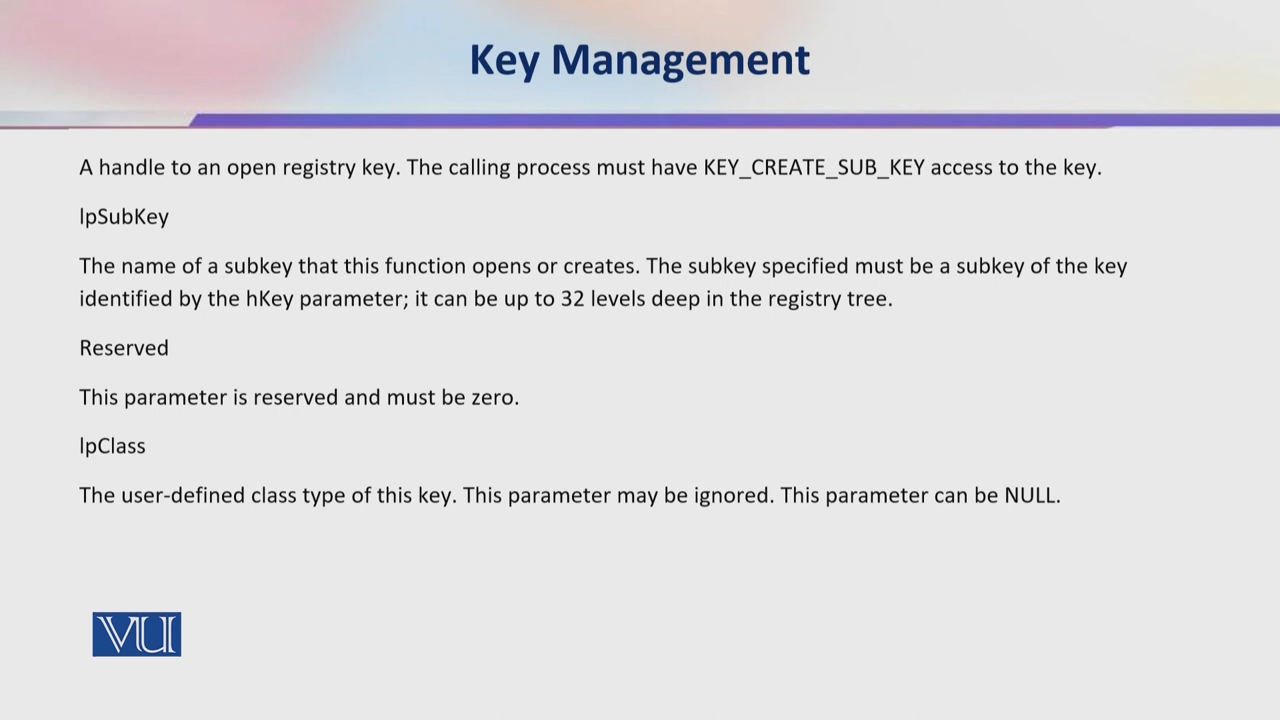 Key Management
A handle to an open registry key. The calling process must have KEY_CREATE_SUB_KEY access to the key.
lpSubKey
The name of a subkey that this function opens or creates. The subkey specified must be a subkey of the key
identified by the hKey parameter; it can be up to 32 levels deep in the registry tree.
Reserved
This parameter is reserved and must be zero.
lpClass
The user-defined class type of this key. This parameter may be ignored. This parameter can be NULL.
VU